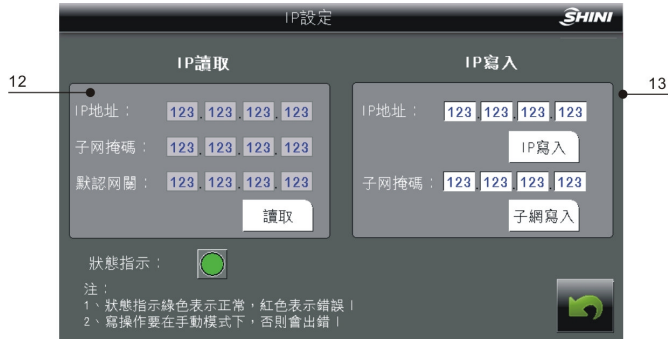 IP設定
SHINI
IP讀取
IP寫入
12
13
IP地址：
123.123.123.123
子网掩碼：
123.123.123.123
默認网關：
123.123.123.123
讀取
IP地址：
123.123.123.123
IP寫入
子网掩碼：
123.123.123.123
子網寫入
狀態指示：
注：
1、狀態指示綠色表示正常，紅色表示錯誤！
2、寫操作要在手動模式下，否則會出錯！